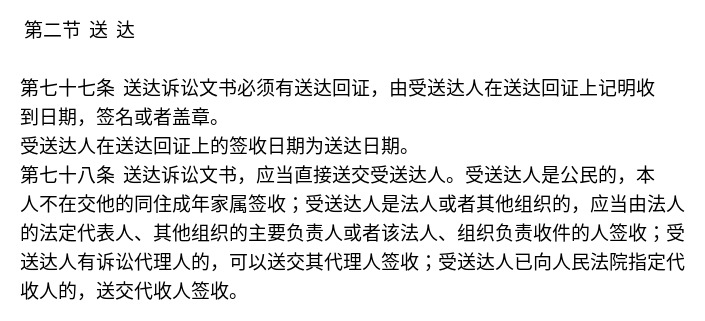 第二节 送 达
第七十七条 送达诉讼文书必须有送达回证，由受送达人在送达回证上记明收
到日期，签名或者盖章。
受送达人在送达回证上的签收日期为送达日期。
第七十八条 送达诉讼文书，应当直接送交受送达人。受送达人是公民的，本
人不在交他的同住成年家属签收；受送达人是法人或者其他组织的，应当由法人
的法定代表人、其他组织的主要负责人或者该法人、组织负责收件的人签收；受
送达人有诉讼代理人的，可以送交其代理人签收；受送达人已向人民法院指定代
收人的，送交代收人签收。